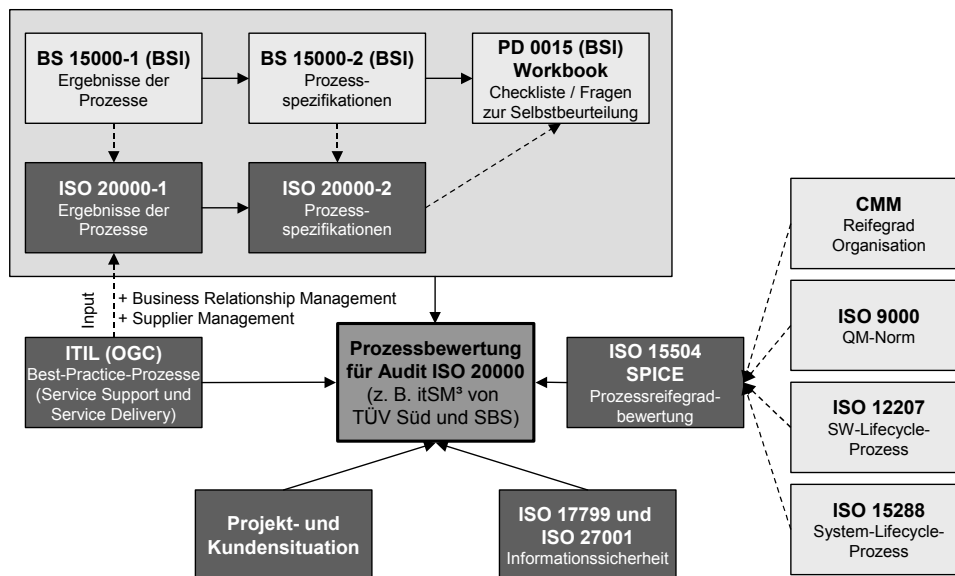 BS 15000-1 (BSI)
Ergebnisse der
Prozesse
BS 15000-2 (BSI)
Prozess-
spezifikationen
PD 0015 (BSI)
Workbook
Checkliste / Fragen
zur Selbstbeurteilung
ISO 20000-1
Ergebnisse der
Prozesse
ISO 20000-2
Prozess-
spezifikationen
CMM
Reifegrad
Organisation
Input
+ Business Relationship Management
+ Supplier Management
ISO 9000
QM-Norm
ITIL (OGC)
Best-Practice-Prozesse
(Service Support und
Service Delivery)
Prozessbewertung
für Audit ISO 20000
(z. B. itSM³ von
TÜV Süd und SBS)
ISO 15504
SPICE
Prozessreifegrad-
bewertung
ISO 12207
SW-Lifecycle-
Prozess
Projekt- und
Kundensituation
ISO 17799 und
ISO 27001
Informationssicherheit
ISO 15288
System-Lifecycle-
Prozess